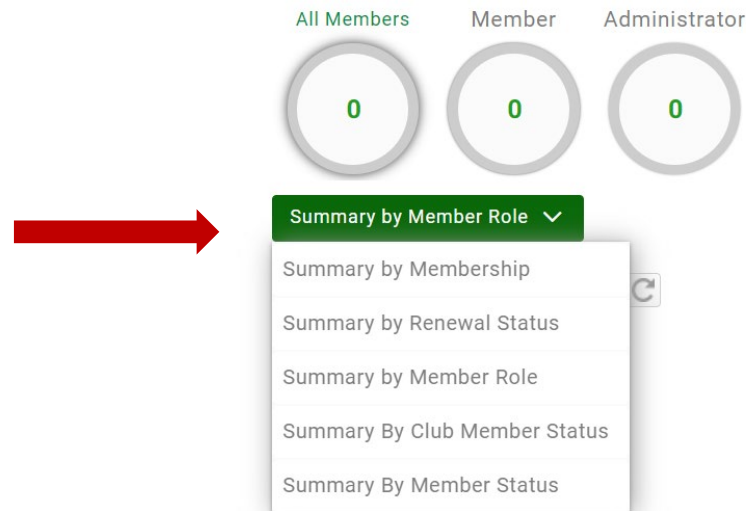 All Members Member Administrator
0 0 0
Summary by Member Role
Summary by Membership
Summary by Renewal Status
Summary by Member Role
Summary By Club Member Status
Summary By Member Status